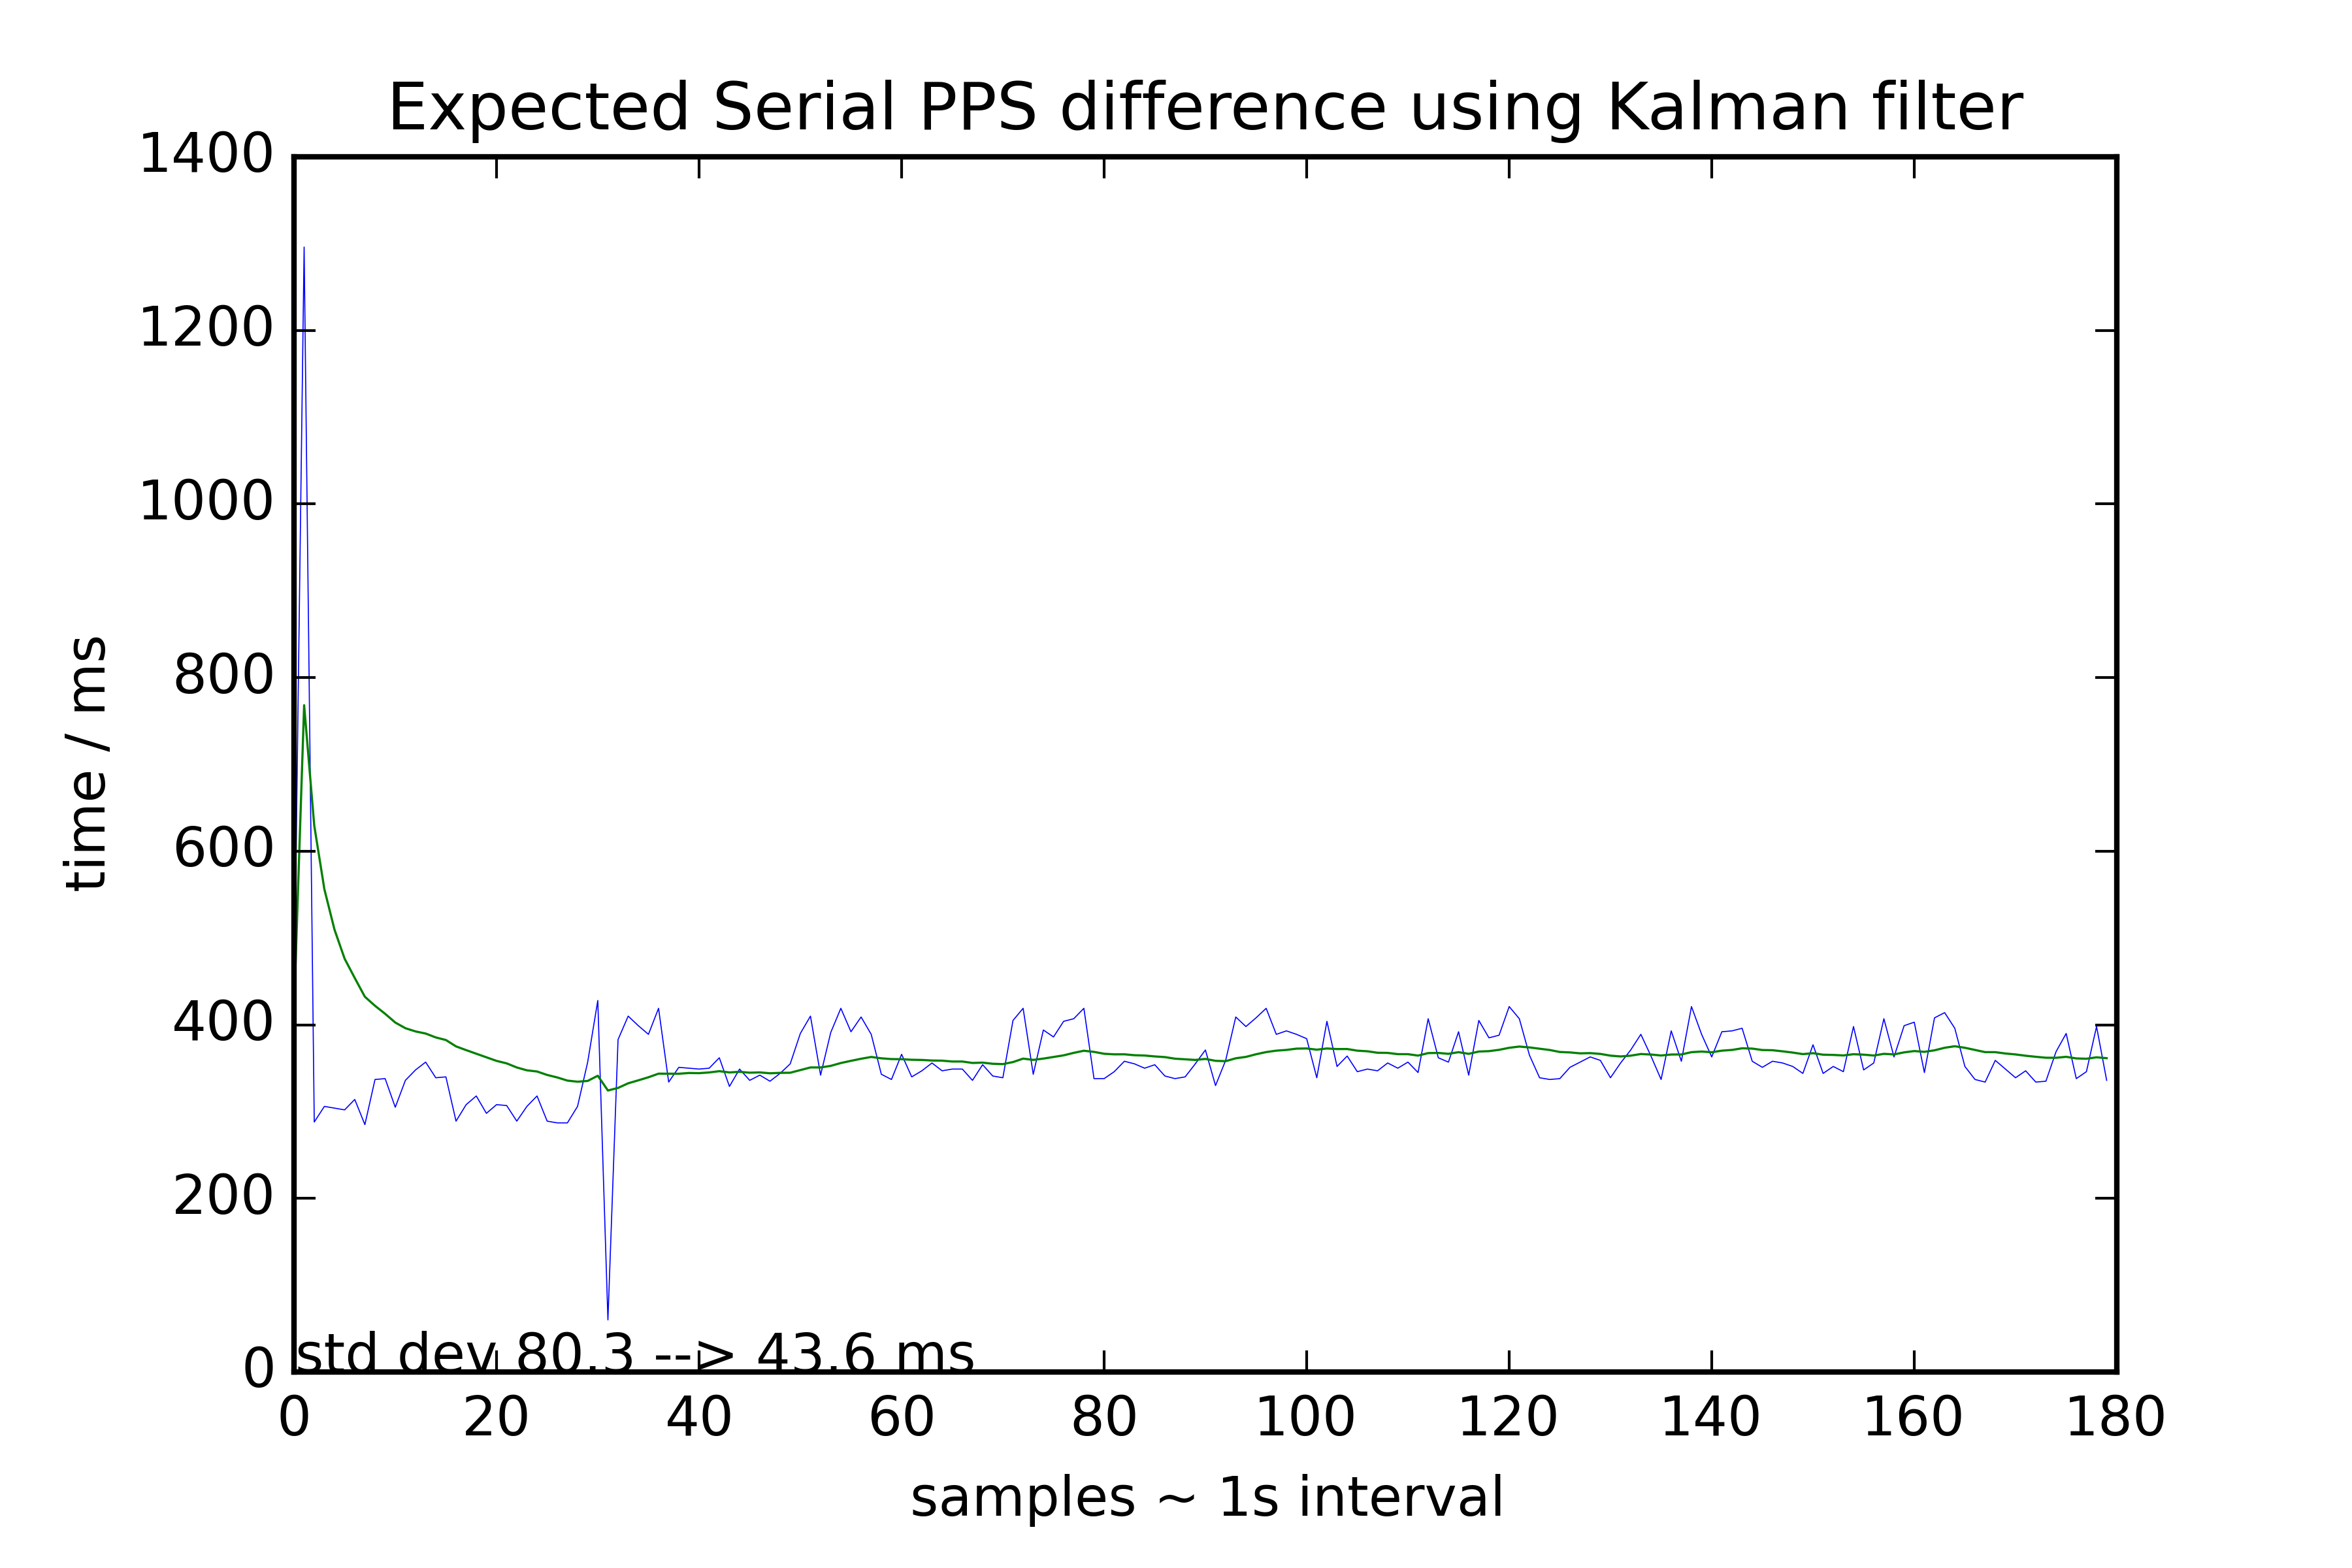 Expected Serial PPS difference using Kalman filter
1400
1200
1000
800
600
400
200
0
time / ms
std dev 80.3 --> 43.6 ms
0 20 40 60 80 100 120 140 160 180
samples ~ 1s interval